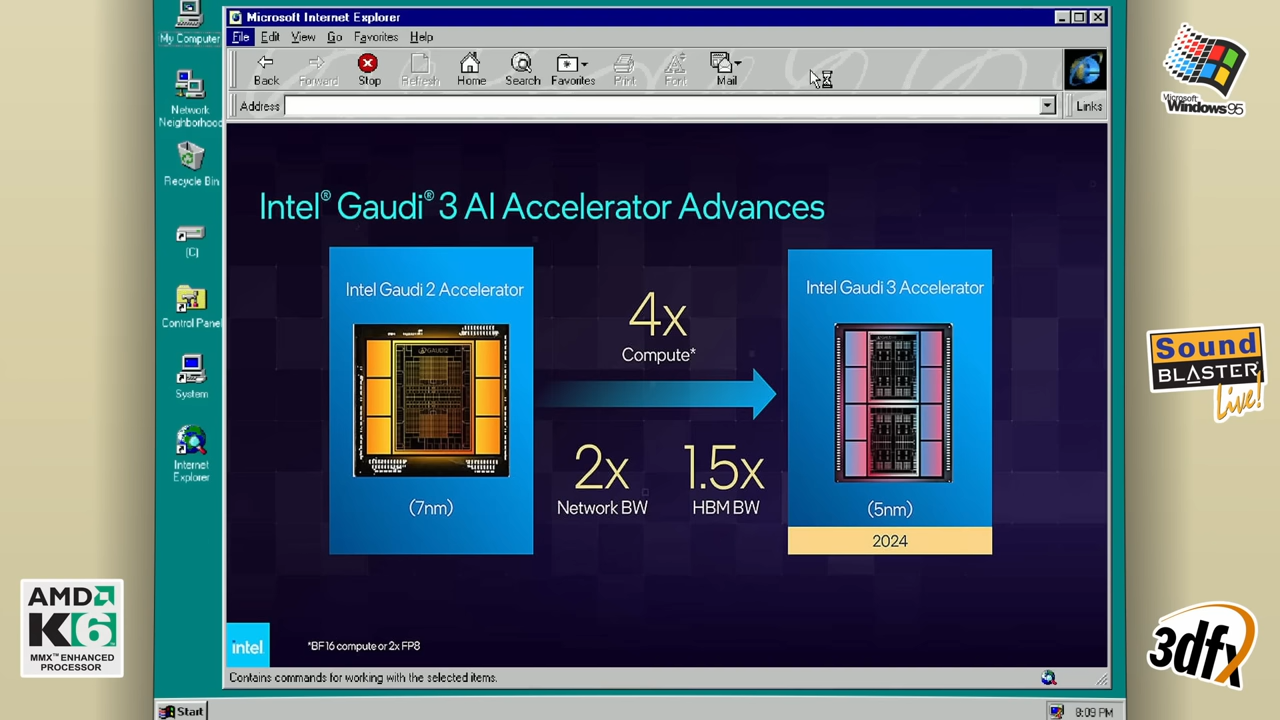 My Computer
Network
Neighborhood
Recycle Bin
(C)
Control Panel
System
Internet
Explorer
Microsoft Internet Explorer
File Edit View Go Favorites Help
Back Forward Stop Refresh Home Search Favorites Print Font Mail
Address
Links
Intel® Gaudi® 3 AI Accelerator Advances
Intel Gaudi 2 Accelerator
GAUDI2
(7nm)
4x
Compute*
2x
Network BW
1.5x
HBM BW
Intel Gaudi 3 Accelerator
(5nm)
2024
intel
*BF16 compute or 2x FP8
Contains commands for working with the selected items.
Start
8:09 PM
Microsoft
Windows 95
Sound
BLASTER
Live!
3dfx
AMD
K6
MMX™ ENHANCED
PROCESSOR